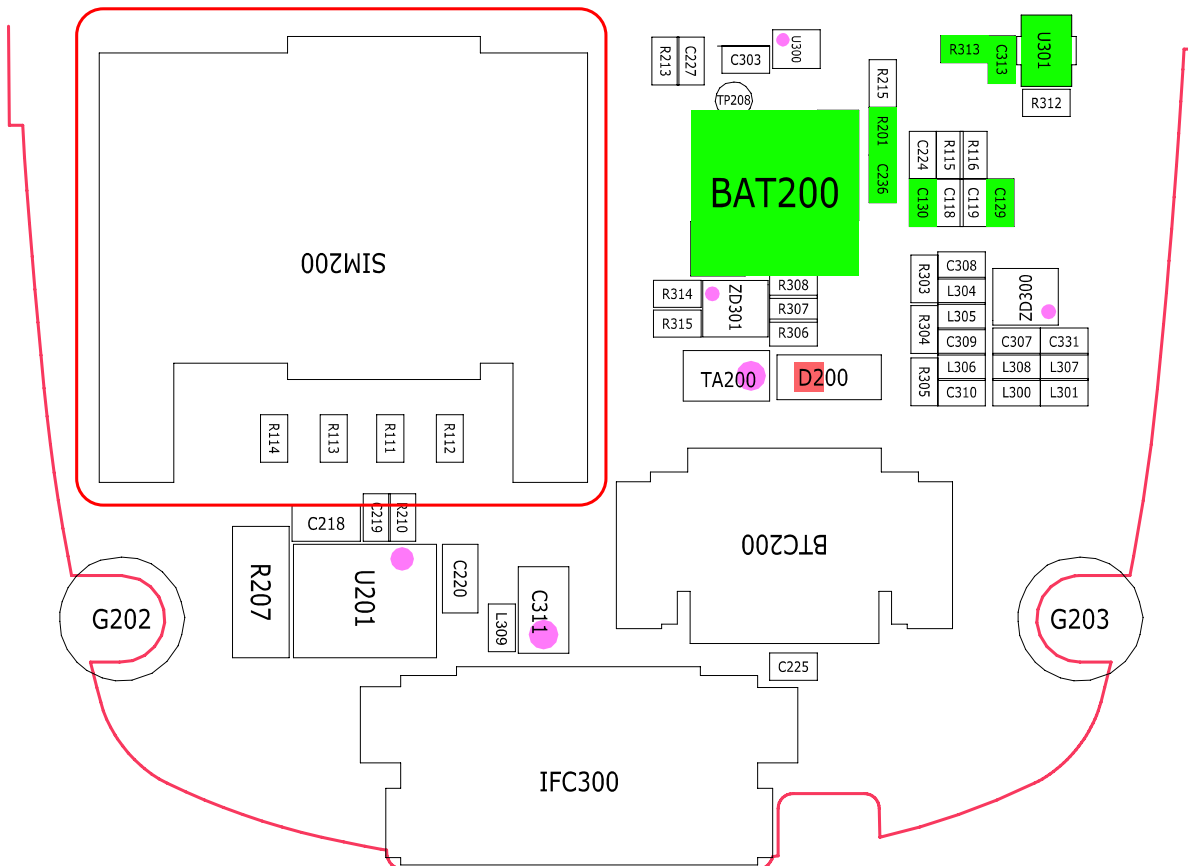 R213
C227
C303
U300
R313
C313
U301
R215
TP208
R312
R201
C236
BAT200
C224
R115
R116
C130
C118
C119
C129
SIM200
R314
R315
ZD301
R308
R307
R306
R303
R304
R305
C308
L304
L305
C309
L306
C310
ZD300
C307
C331
L308
L307
L300
L301
TA200
D200
R114
R113
R111
R112
C218
C219
R210
R207
U201
C220
L309
C311
BTC200
G202
G203
C225
IFC300